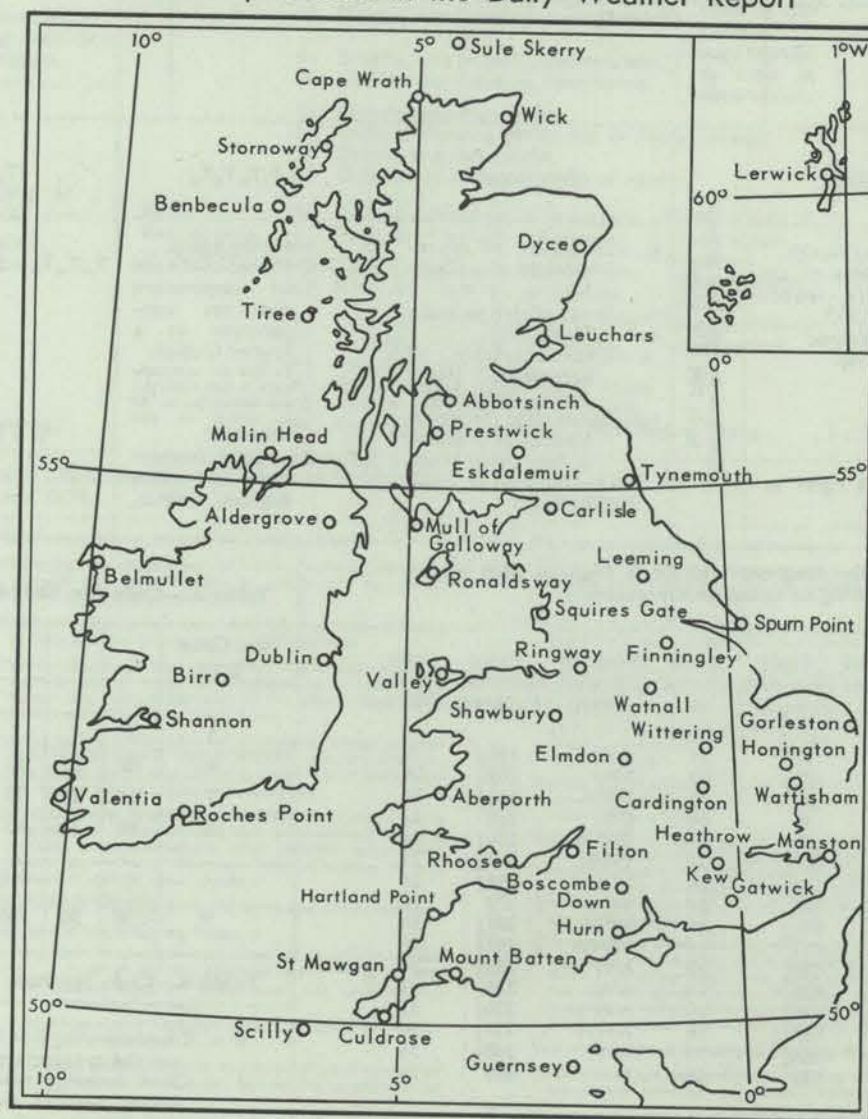 the Daily Weather Report
10°
5°
1°W
Sule Skerry
Cape Wrath
Wick
Stornoway
Lerwick
60°
Benbecula
Dyce
Tiree
Leuchars
0°
Abbotsinch
Malin Head
Prestwick
55°
Eskdalemuir
Tynemouth
55°
Aldergrove
Carlisle
Mull of
Galloway
Leeming
Belmullet
Ronaldsway
Squires Gate
Spurn Point
Dublin
Ringway
Finningley
Birr
Valley
Watnall
Shannon
Shawbury
Wittering
Gorleston
Elmdon
Honington
Valentia
Aberporth
Cardington
Wattisham
Roches Point
Heathrow
Manston
Rhoose
Filton
Kew
Boscombe
Down
Gatwick
Hartland Point
Hurn
St Mawgan
Mount Batten
50°
50°
Scilly
Culdrose
Guernsey
10°
5°
0°